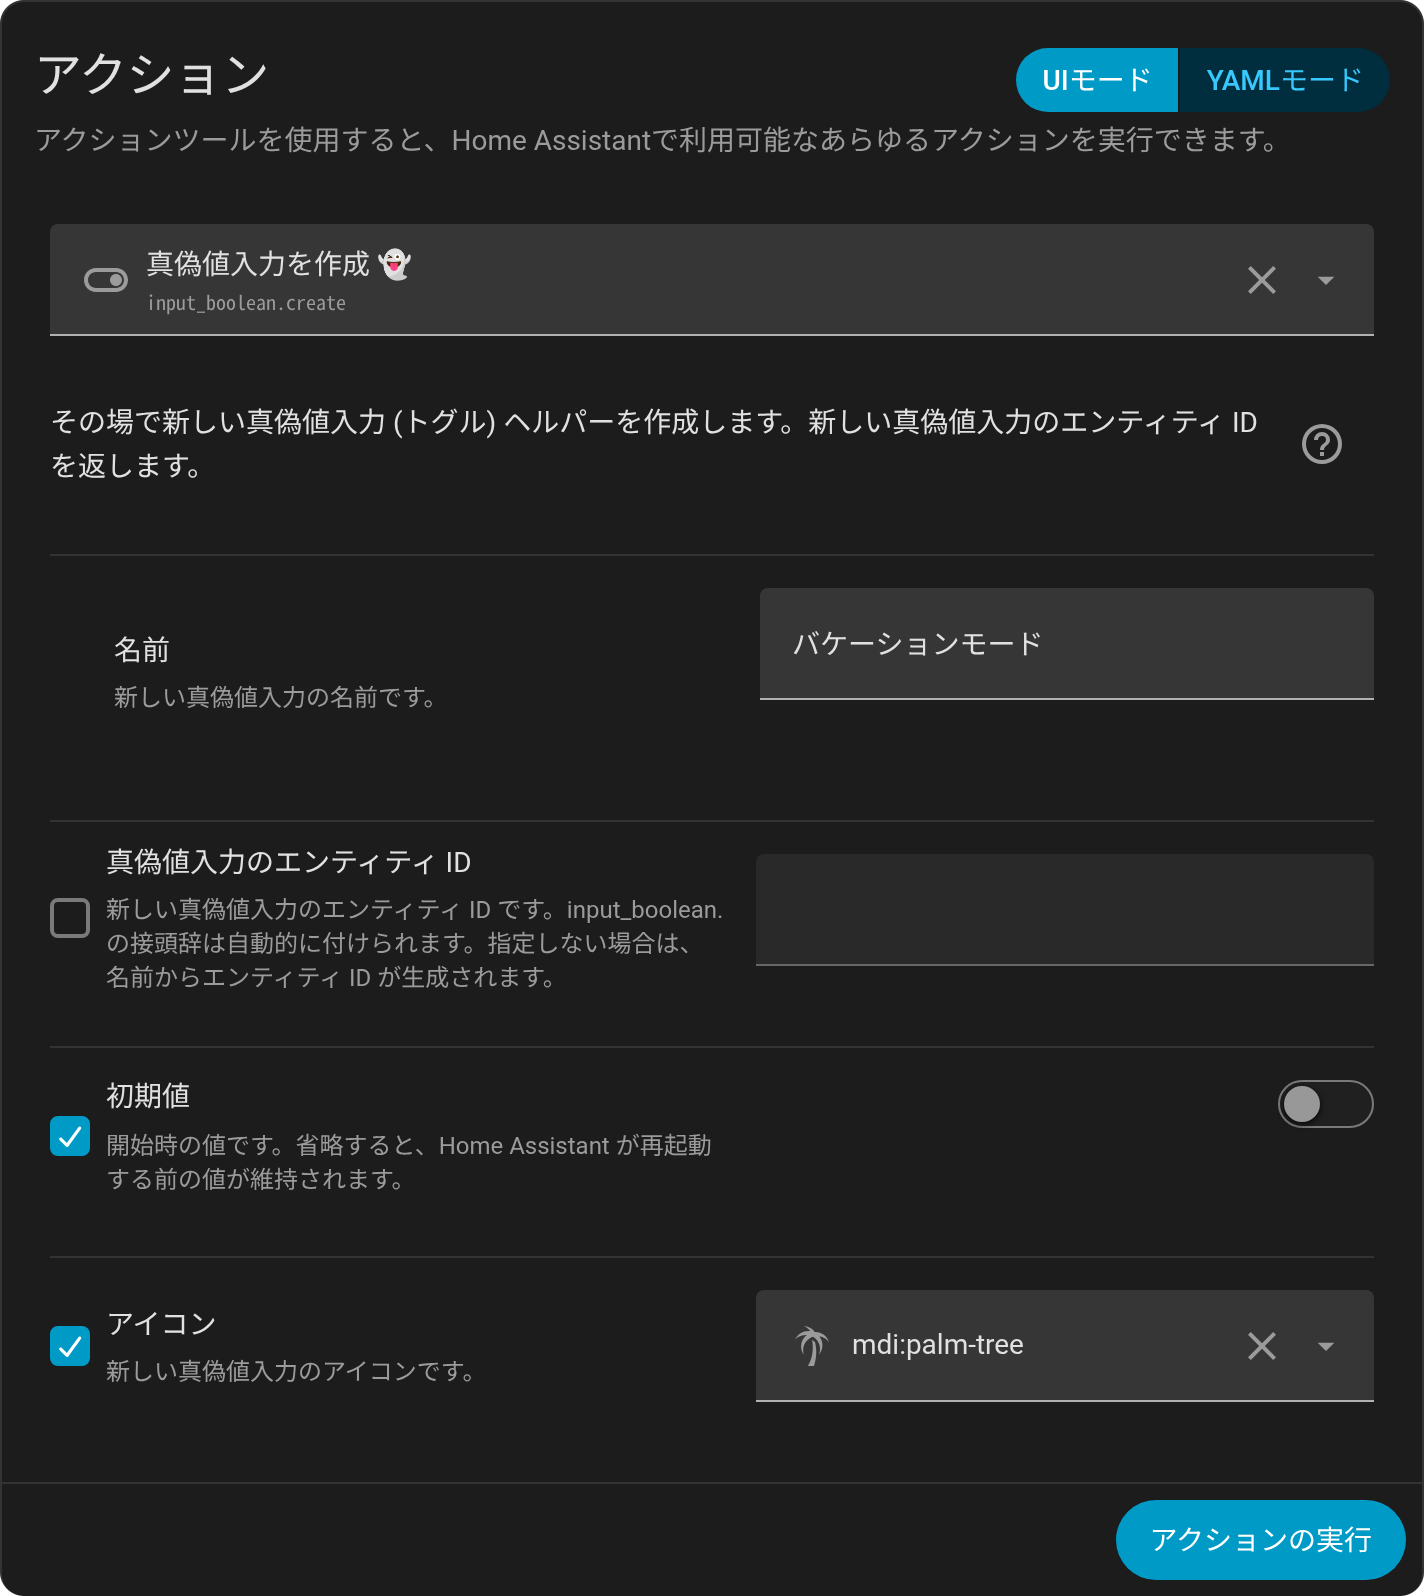 アクション
UIモード
YAMLモード
アクションツールを使用すると、Home Assistantで利用可能なあらゆるアクションを実行できます。
真偽値入力を作成 👻
input_boolean.create
その場で新しい真偽値入力 (トグル) ヘルパーを作成します。新しい真偽値入力のエンティティ ID
を返します。
名前
新しい真偽値入力の名前です。
バケーションモード
真偽値入力のエンティティ ID
新しい真偽値入力のエンティティ ID です。input_boolean.
の接頭辞は自動的に付けられます。指定しない場合は、
名前からエンティティ ID が生成されます。
初期値
開始時の値です。省略すると、Home Assistant が再起動
する前の値が維持されます。
アイコン
新しい真偽値入力のアイコンです。
mdi:palm-tree
アクションの実行